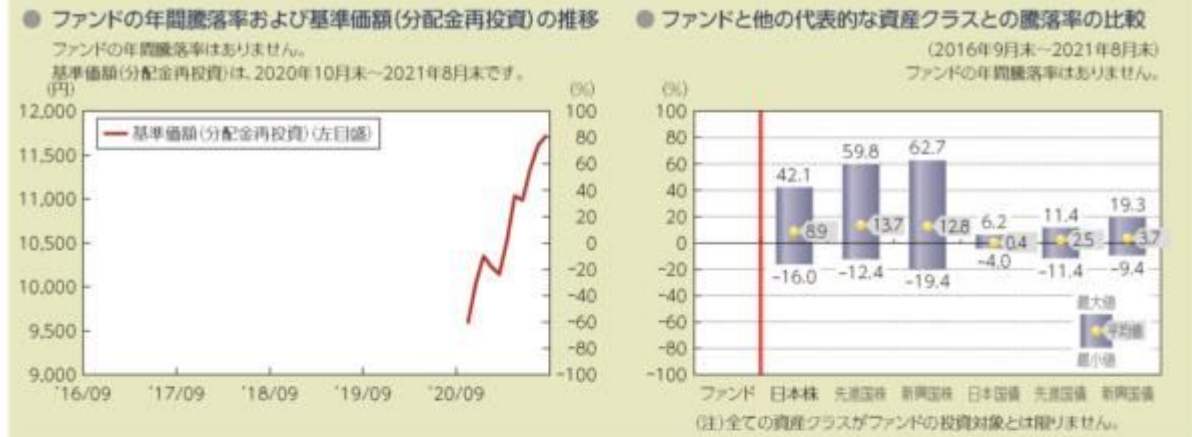 ● ファンドの年間騰落率および基準価額(分配金再投資)の推移
ファンドの年間騰落率はありません。
基準価額(分配金再投資)は、2020年10月末～2021年8月末です。
(円)
(%)
12,000
11,500
11,000
10,500
10,000
9,500
9,000
基準価額(分配金再投資)(左目盛)
100
80
60
40
20
0
-20
-40
-60
-80
-100
'16/09 '17/09 '18/09 '19/09 '20/09
● ファンドと他の代表的な資産クラスとの騰落率の比較
(2016年9月末～2021年8月末)
ファンドの年間騰落率はありません。
(%)
100
80
60
40
20
0
-20
-40
-60
-80
-100
42.1 59.8 62.7 6.2 11.4 19.3
8.9 13.7 12.8 0.4 2.5 3.7
-16.0 -12.4 -19.4 -4.0 -11.4 -9.4
最大値
平均値
最小値
ファンド 日本株 先進国株 新興国株 日本国債 先進国債 新興国債
(注)全ての資産クラスがファンドの投資対象とは限りません。